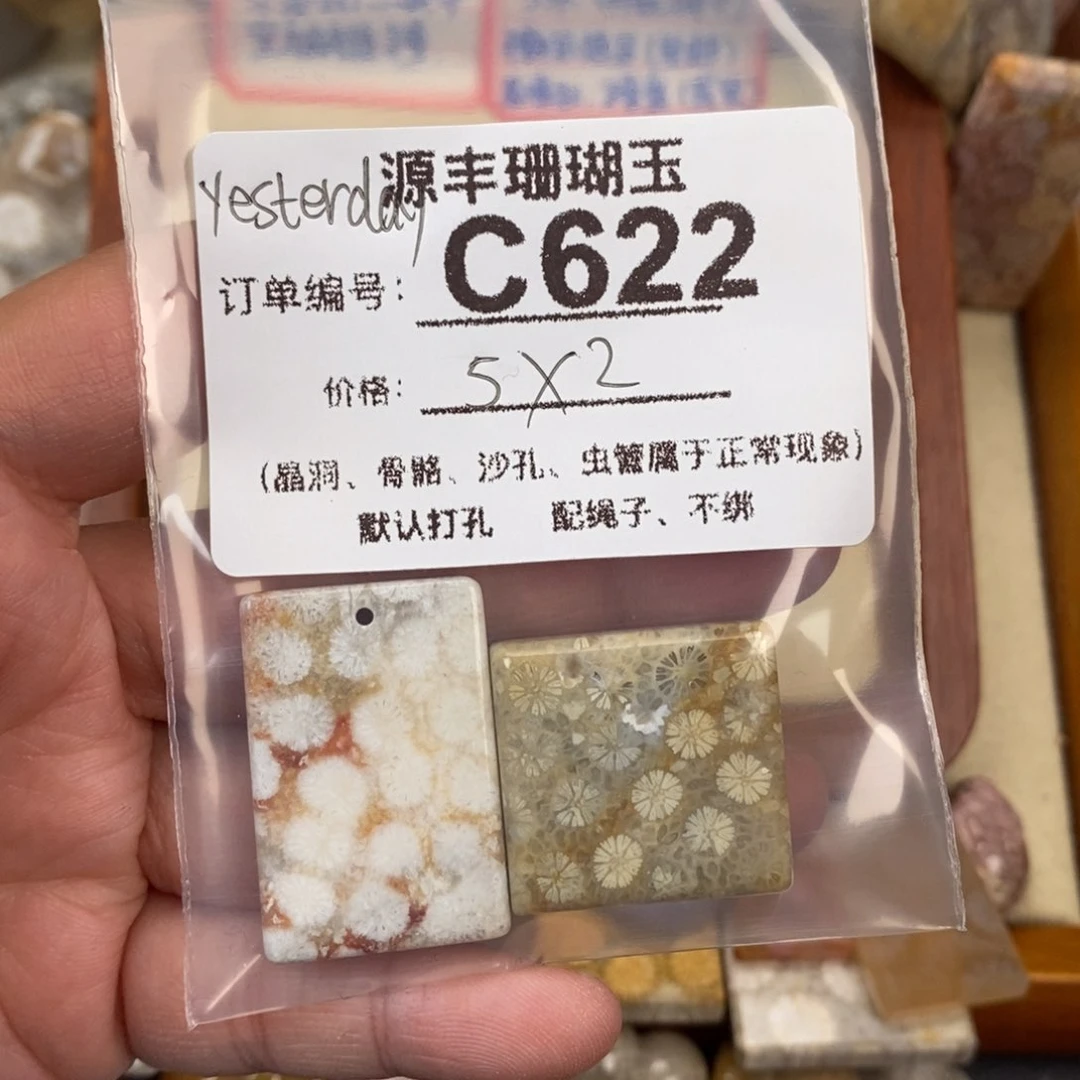 源丰珊瑚玉
Yesterday
订单编号: C622
价格: 5X2
(晶洞、骨骼、沙孔、虫管属于正常现象)
默认打孔 配绳子、不绑